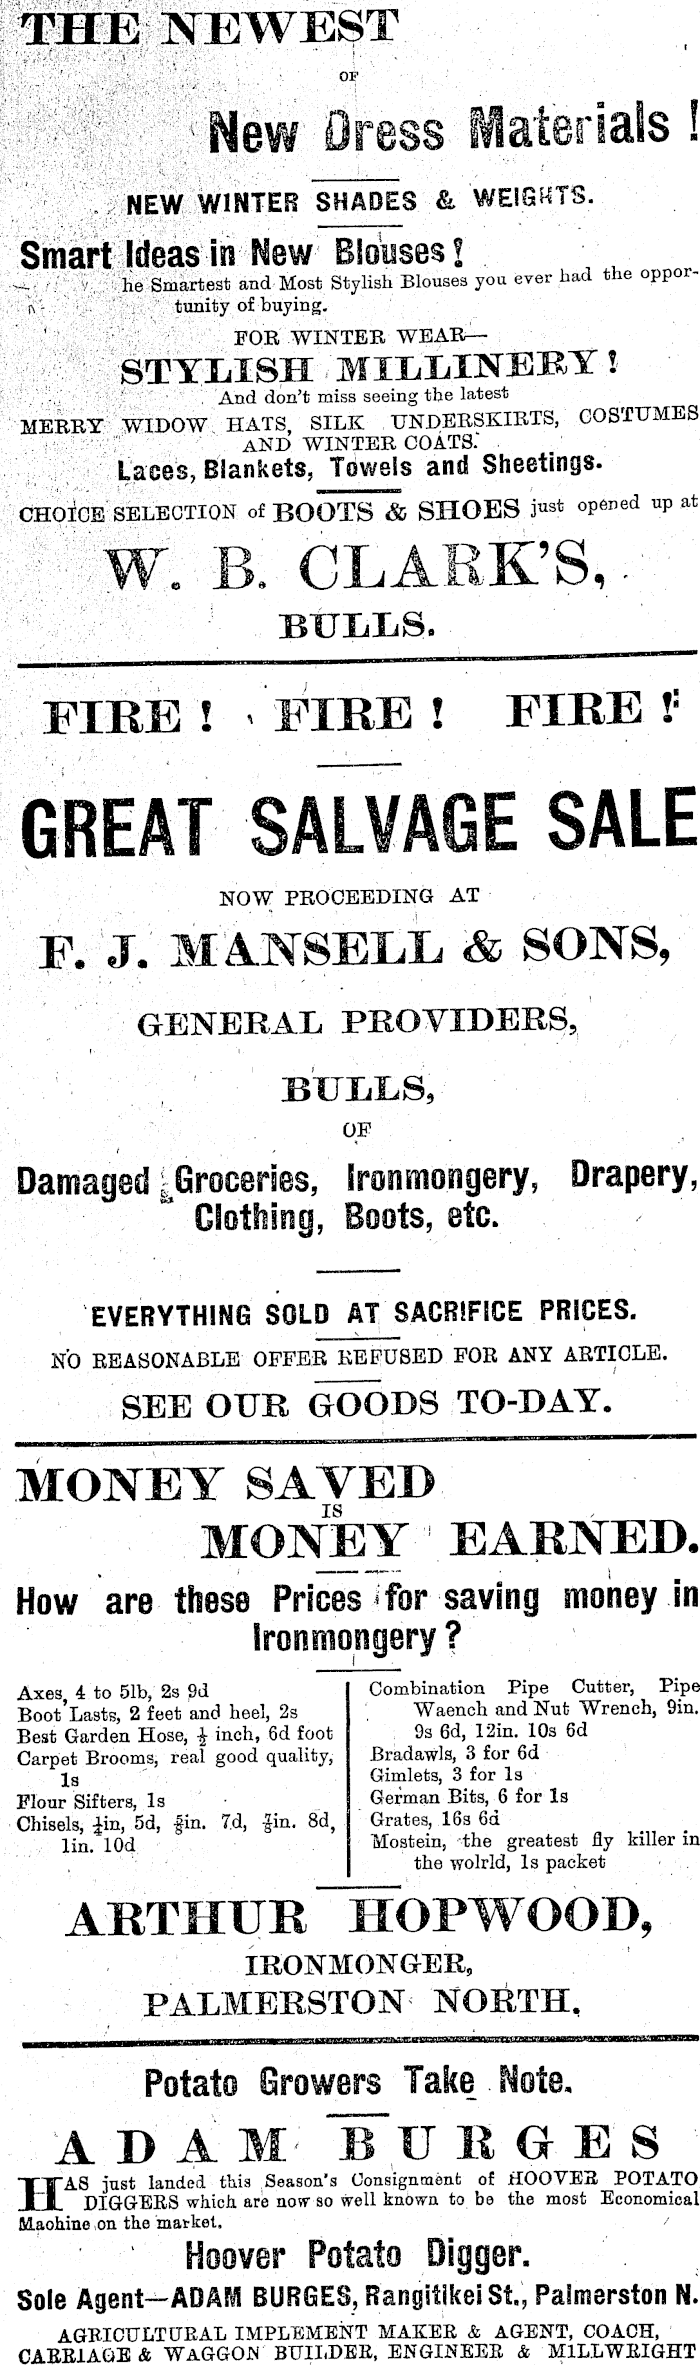 THE NEWEST
OF
New Dress Materials !
NEW WINTER SHADES & WEIGHTS.
Smart Ideas in New Blouses !
he Smartest and Most Stylish Blouses you ever had the oppor-
tunity of buying.
FOR WINTER WEAR—
STYLISH MILLINERY !
And don't miss seeing the latest
MERRY WIDOW HATS, SILK UNDERSKIRTS, COSTUMES
AND WINTER COATS.
Laces, Blankets, Towels and Sheetings.
CHOICE SELECTION of BOOTS & SHOES just opened up at
W. B. CLARK'S,
BULLS.
FIRE ! FIRE ! FIRE !
GREAT SALVAGE SALE
NOW PROCEEDING AT
F. J. MANSELL & SONS,
GENERAL PROVIDERS,
BULLS,
OF
Damaged Groceries, Ironmongery, Drapery,
Clothing, Boots, etc.
EVERYTHING SOLD AT SACRIFICE PRICES.
NO REASONABLE OFFER REFUSED FOR ANY ARTICLE.
SEE OUR GOODS TO-DAY.
MONEY SAVED
IS
MONEY EARNED.
How are these Prices for saving money in
Ironmongery ?
Axes, 4 to 5lb, 2s 9d
Boot Lasts, 2 feet and heel, 2s
Best Garden Hose, ½ inch, 6d foot
Carpet Brooms, real good quality,
1s
Flour Sifters, 1s
Chisels, ¼in, 5d, ⅝in. 7d, ⅞in. 8d,
1in. 10d
Combination Pipe Cutter, Pipe
Waench and Nut Wrench, 9in.
9s 6d, 12in. 10s 6d
Bradawls, 3 for 6d
Gimlets, 3 for 1s
German Bits, 6 for 1s
Grates, 16s 6d
Mostein, the greatest fly killer in
the wolrld, 1s packet
ARTHUR HOPWOOD,
IRONMONGER,
PALMERSTON NORTH.
Potato Growers Take Note.
ADAM BURGES
HAS just landed this Season's Consignment of HOOVER POTATO
DIGGERS which are now so well known to be the most Economical
Machine on the market.
Hoover Potato Digger.
Sole Agent—ADAM BURGES, Rangitikei St., Palmerston N.
AGRICULTURAL IMPLEMENT MAKER & AGENT, COACH,
CARRIAGE & WAGGON BUILDER, ENGINEER & MILLWRIGHT